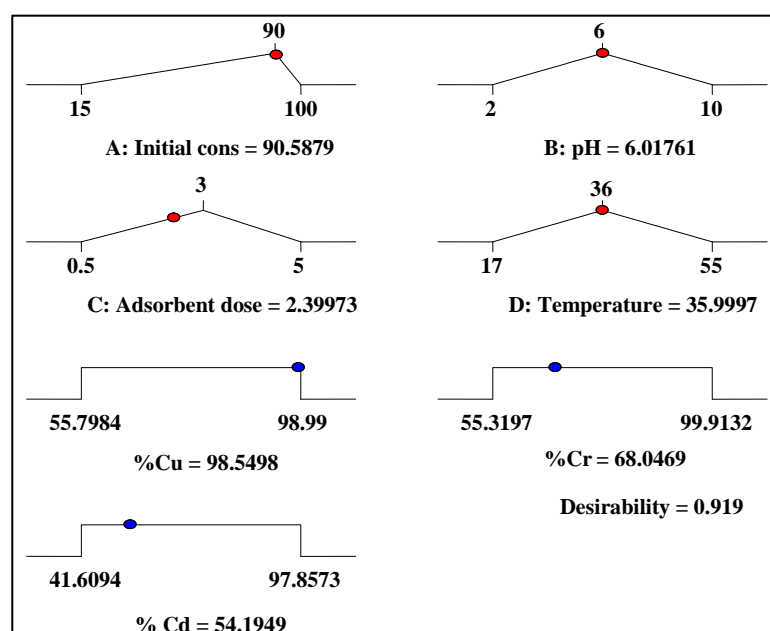 90
15
100
A: Initial cons = 90.5879
6
2
10
B: pH = 6.01761
3
0.5
5
C: Adsorbent dose = 2.39973
36
17
55
D: Temperature = 35.9997
55.7984
98.99
%Cu = 98.5498
55.3197
99.9132
%Cr = 68.0469
Desirability = 0.919
41.6094
97.8573
% Cd = 54.1949